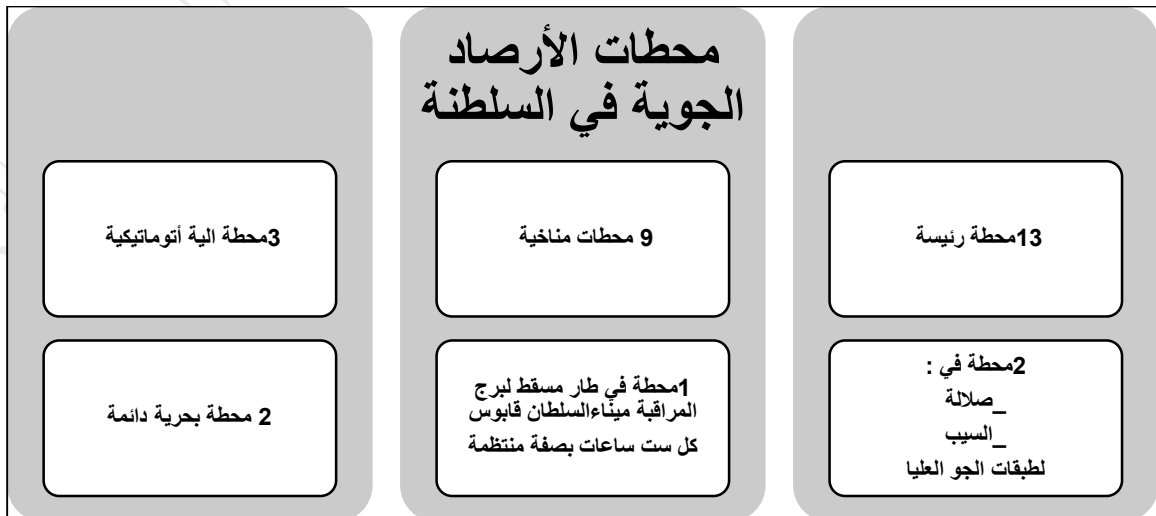 محطات الأرصاد
الجوية في السلطنة
13محطة رئيسة
9 محطات مناخية
3محطة الية أتوماتيكية
2محطة في :
_صلالة
_السيب
لطبقات الجو العليا
1محطة في طار مسقط لبرج
المراقبة ميناءالسلطان قابوس
كل ست ساعات بصفة منتظمة
2 محطة بحرية دائمة